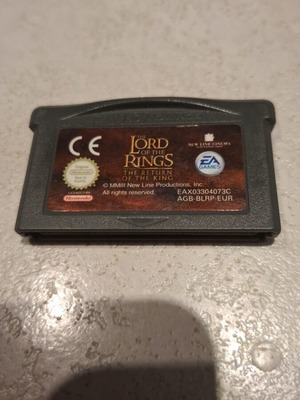 CE
THE
LORD
OF THE
RINGS
THE RETURN
OF THE KING
NEW LINE CINEMA
EA
GAMES
Nintendo
© MMIII New Line Productions, Inc.
All rights reserved.
EAX03304073C
AGB-BLRP-EUR